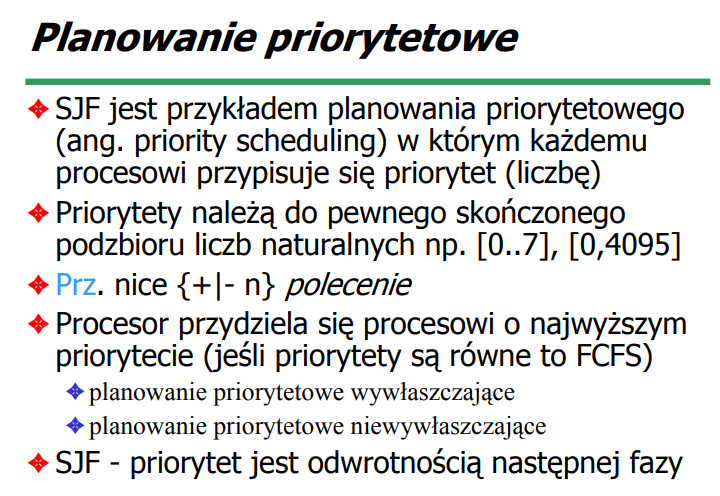 Planowanie priorytetowe
SJF jest przykładem planowania priorytetowego
(ang. priority scheduling) w którym każdemu
procesowi przypisuje się priorytet (liczbę)
Priorytety należą do pewnego skończonego
podzbioru liczb naturalnych np. [0..7], [0,4095]
Prz. nice {+|- n} polecenie
Procesor przydziela się procesowi o najwyższym
priorytecie (jeśli priorytety są równe to FCFS)
planowanie priorytetowe wywłaszczające
planowanie priorytetowe niewywłaszczające
SJF - priorytet jest odwrotnością następnej fazy